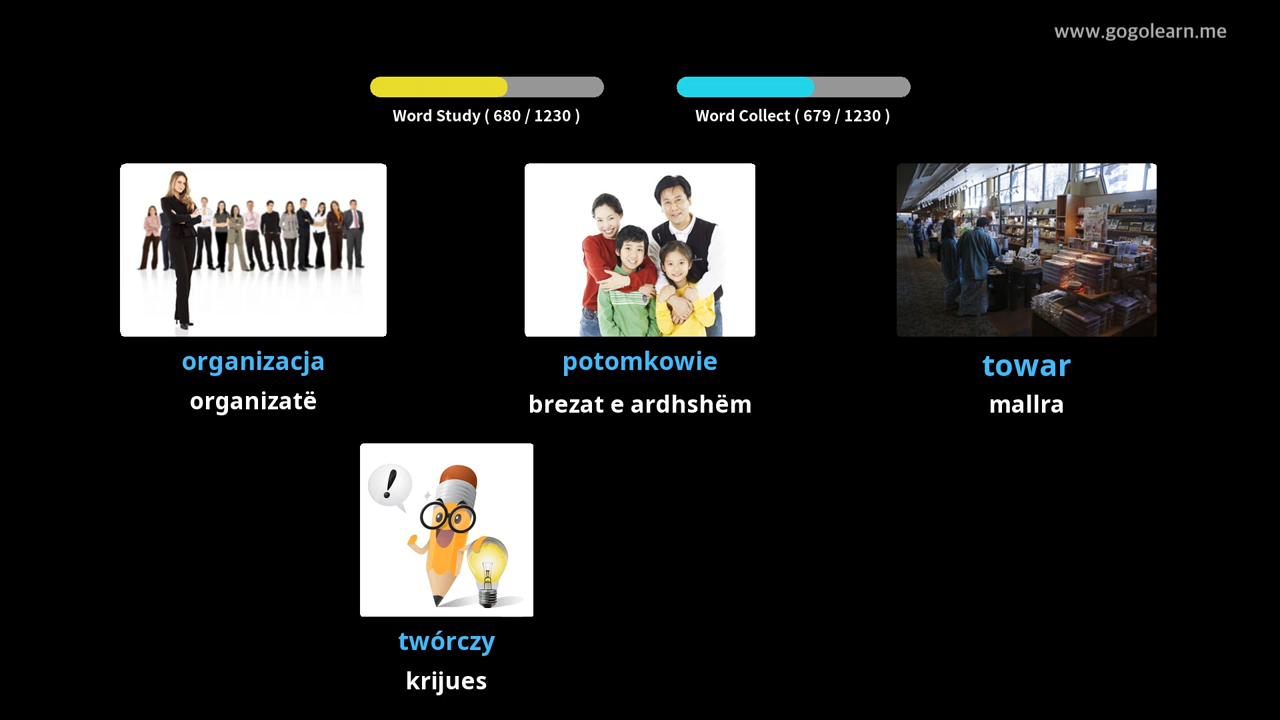 www.gogolearn.me
Word Study ( 680 / 1230 )
Word Collect ( 679 / 1230 )
organizacja
organizatë
potomkowie
brezat e ardhshëm
towar
mallra
!
twórczy
krijues